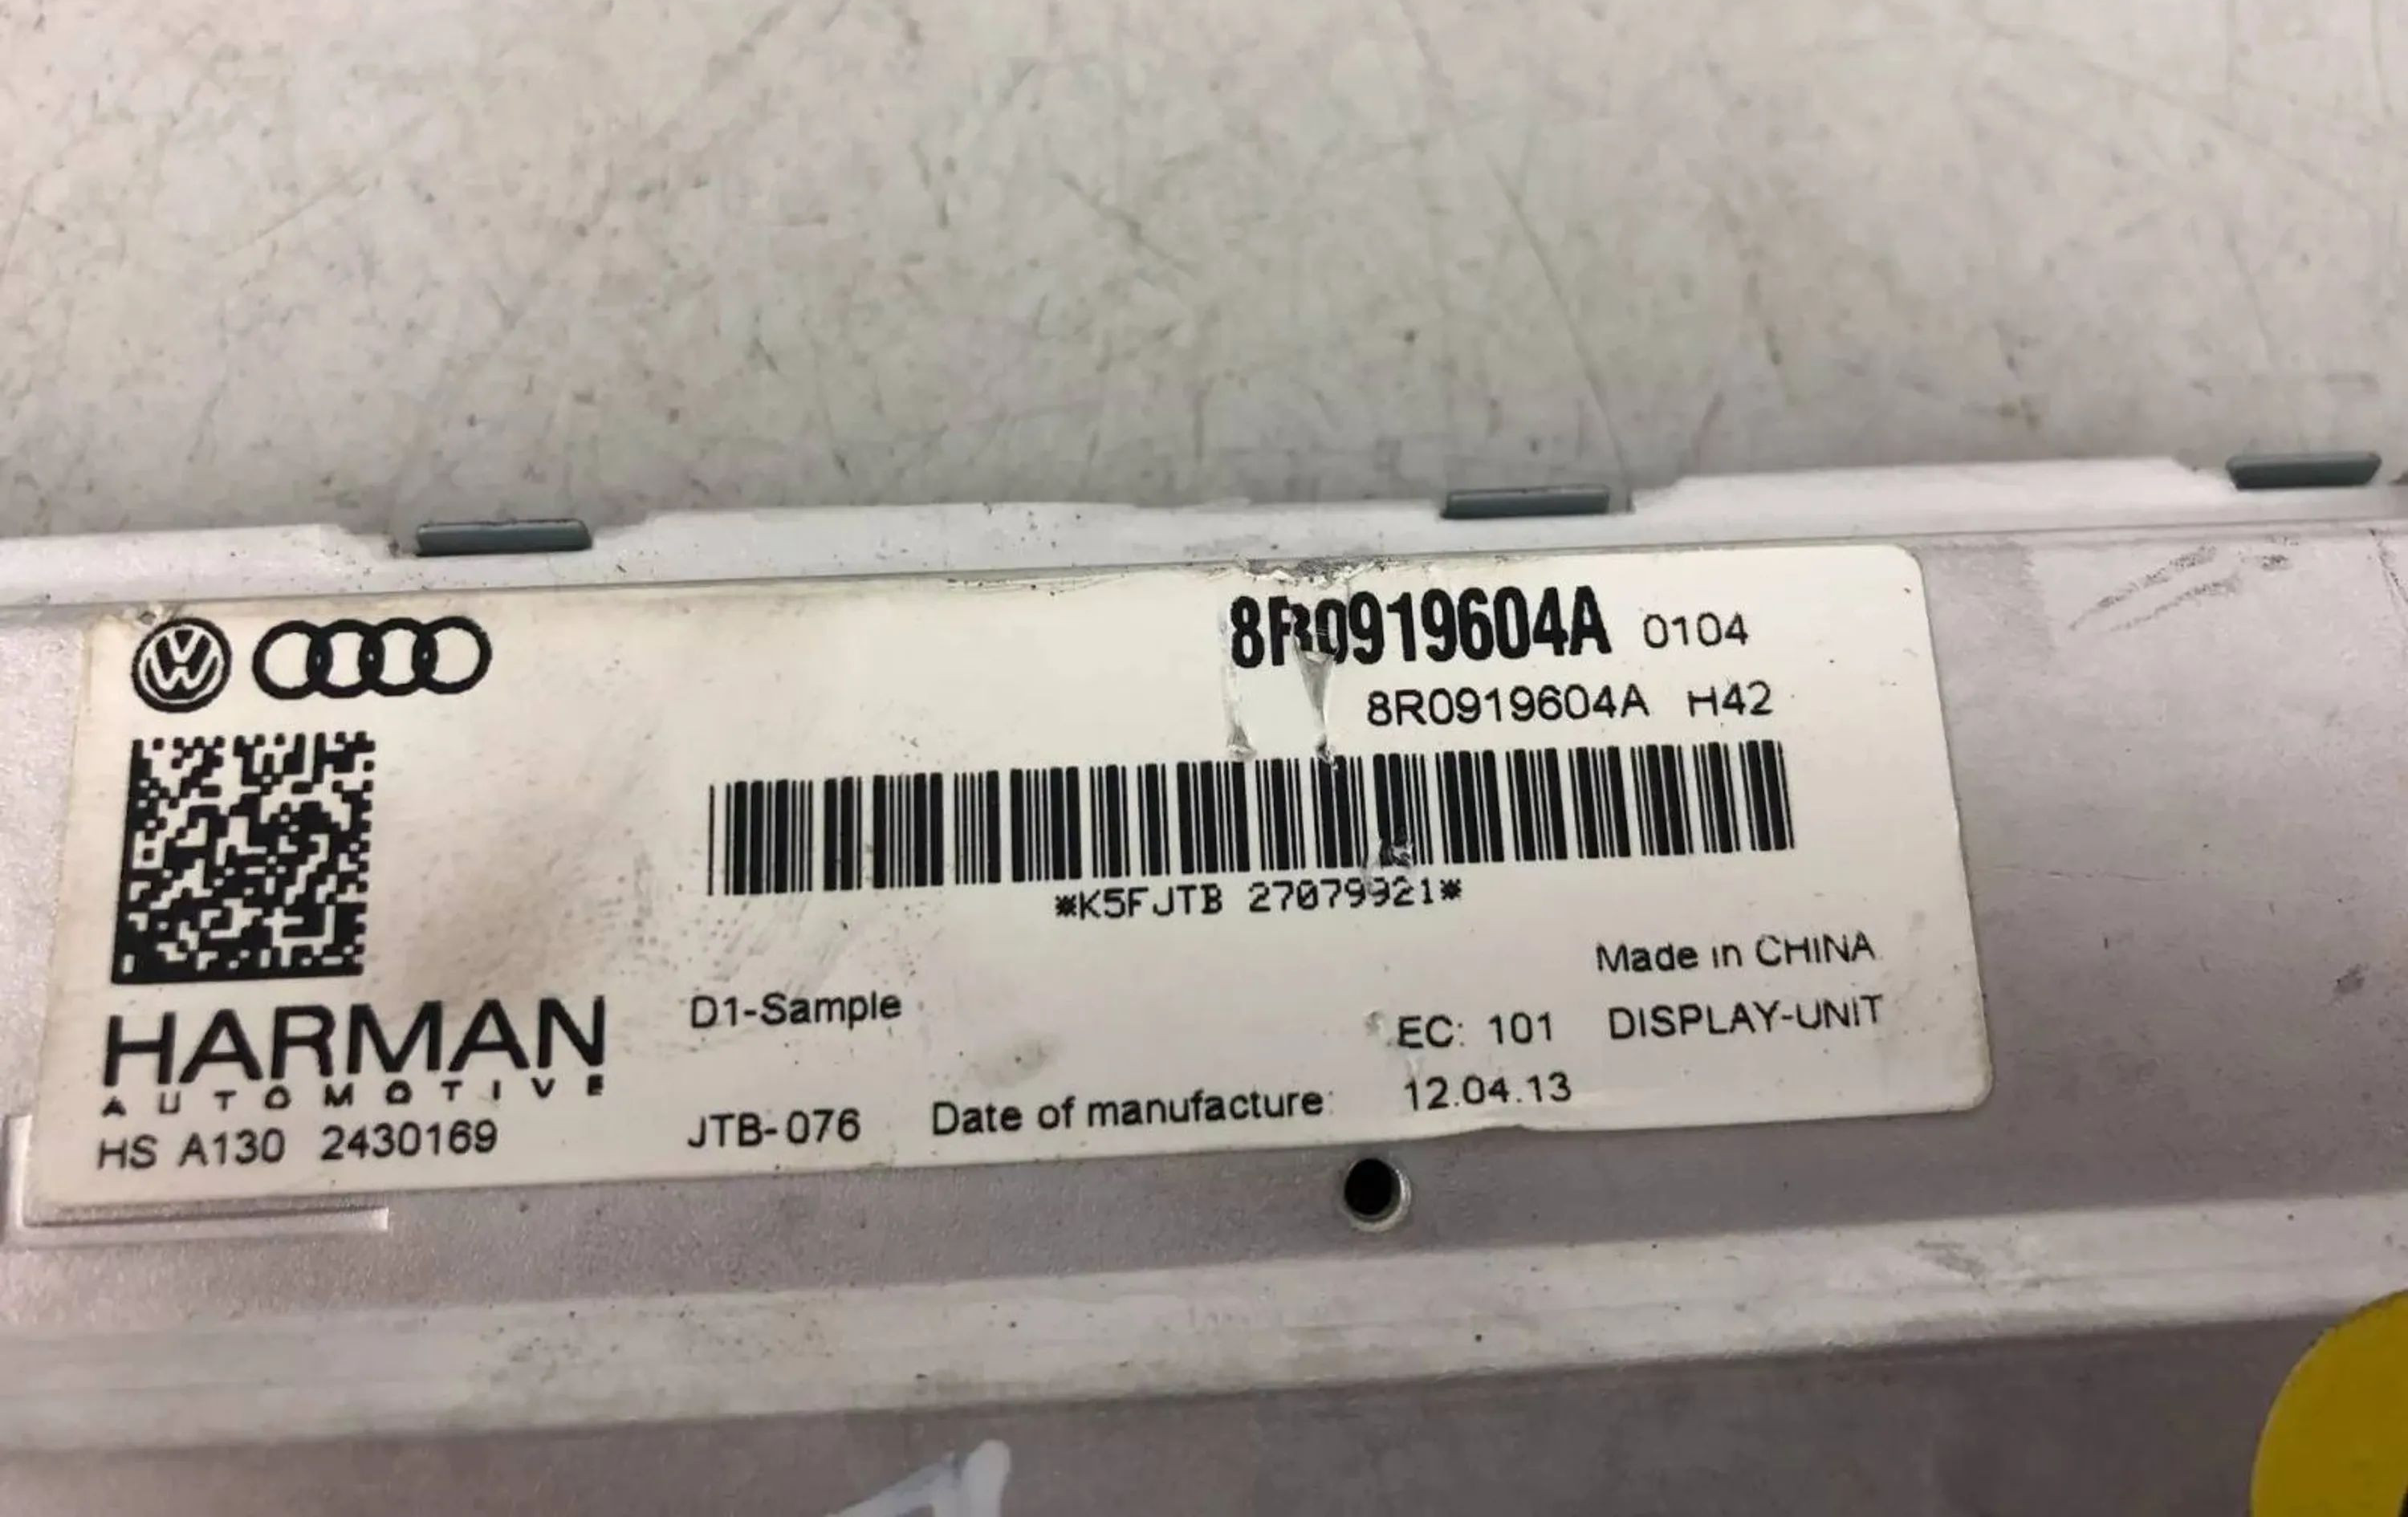 8R0919604A 0104
8R0919604A H42
*K5FJTB 27079921*
Made in CHINA
HARMAN
AUTOMOTIVE
D1-Sample
EC: 101 DISPLAY-UNIT
HS A130 2430169
JTB-076 Date of manufacture: 12.04.13